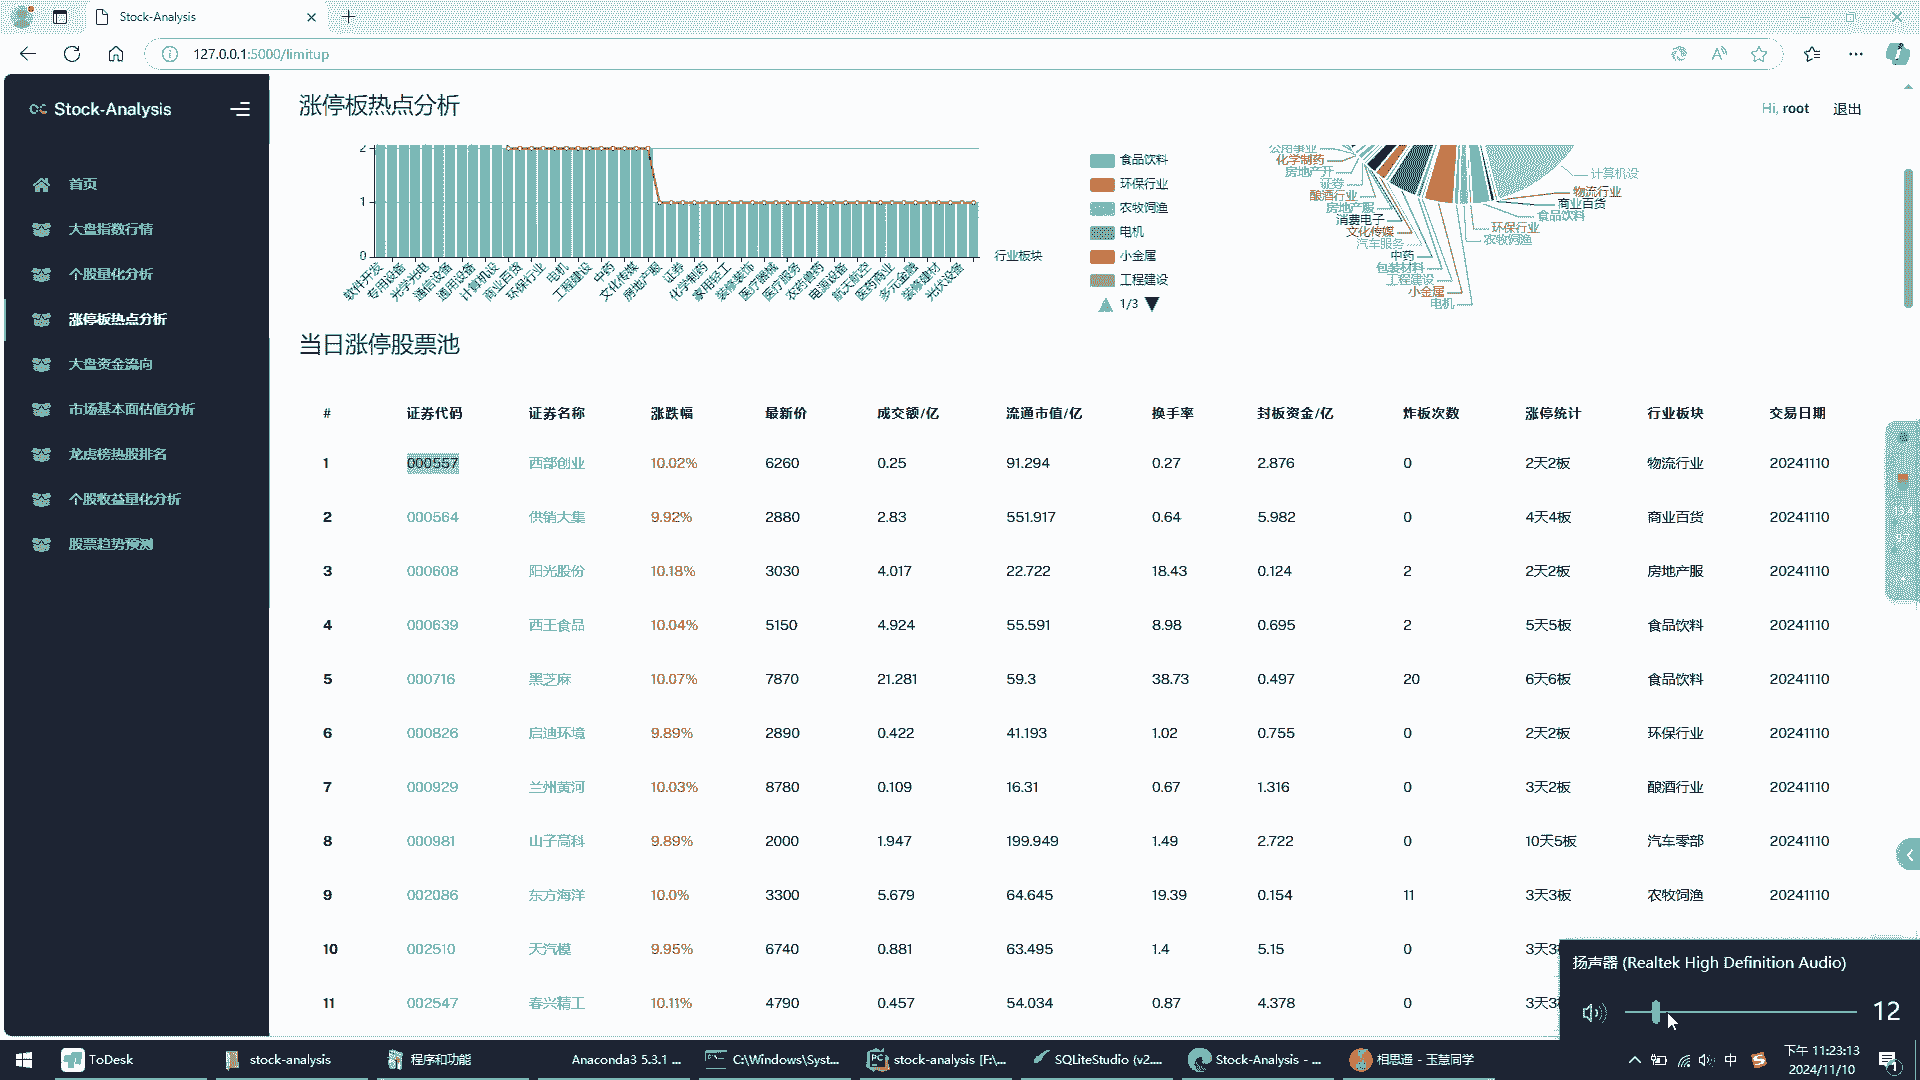 Stock-Analysis
127.0.0.1:5000/limitup
Stock-Analysis
涨停板热点分析
Hi, root 退出
首页
大盘指数行情
个股量化分析
涨停板热点分析
大盘资金流向
市场基本面估值分析
龙虎榜热股排名
个股收益量化分析
股票趋势预测
2
1
0
软件开发 专用设备 光学光电 通信设备 通用设备 计算机设 商业百货 环保行业 电机 工程建设 中药 文化传媒 房地产服 证券 化学制药 家用轻工 装修装饰 医疗器械 医疗服务 农药兽药 电源设备 航天航空 医药商业 多元金融 装修建材 光伏设备
行业板块
食品饮料
环保行业
农牧饲渔
电机
小金属
工程建设
1/3
公用事业
化学制药
房地产开
证券
酿酒行业
房地产服
消费电子
文化传媒
汽车服务
中药
包装材料
工程建设
小金属
电机
计算机设
物流行业
商业百货
食品饮料
环保行业
农牧饲渔
当日涨停股票池
# 证券代码 证券名称 涨跌幅 最新价 成交额/亿 流通市值/亿 换手率 封板资金/亿 炸板次数 涨停统计 行业板块 交易日期
1 000557 西部创业 10.02% 6260 0.25 91.294 0.27 2.876 0 2天2板 物流行业 20241110
2 000564 供销大集 9.92% 2880 2.83 551.917 0.64 5.982 0 4天4板 商业百货 20241110
3 000608 阳光股份 10.18% 3030 4.017 22.722 18.43 0.124 2 2天2板 房地产服 20241110
4 000639 西王食品 10.04% 5150 4.924 55.591 8.98 0.695 2 5天5板 食品饮料 20241110
5 000716 黑芝麻 10.07% 7870 21.281 59.3 38.73 0.497 20 6天6板 食品饮料 20241110
6 000826 启迪环境 9.89% 2890 0.422 41.193 1.02 0.755 0 2天2板 环保行业 20241110
7 000929 兰州黄河 10.03% 8780 0.109 16.31 0.67 1.316 0 3天2板 酿酒行业 20241110
8 000981 山子高科 9.89% 2000 1.947 199.949 1.49 2.722 0 10天5板 汽车零部 20241110
9 002086 东方海洋 10.0% 3300 5.679 64.645 19.39 0.154 11 3天3板 农牧饲渔 20241110
10 002510 天汽模 9.95% 6740 0.881 63.495 1.4 5.15 0 3天3
11 002547 春兴精工 10.11% 4790 0.457 54.034 0.87 4.378 0 3天3
扬声器 (Realtek High Definition Audio)
12
ToDesk stock-analysis 程序和功能 Anaconda3 5.3.1 ... C:\Windows\Syst... stock-analysis [F:\... SQLiteStudio (v2.... Stock-Analysis - ... 相思遥 - 玉慧同学
中
下午 11:23:13
2024/11/10